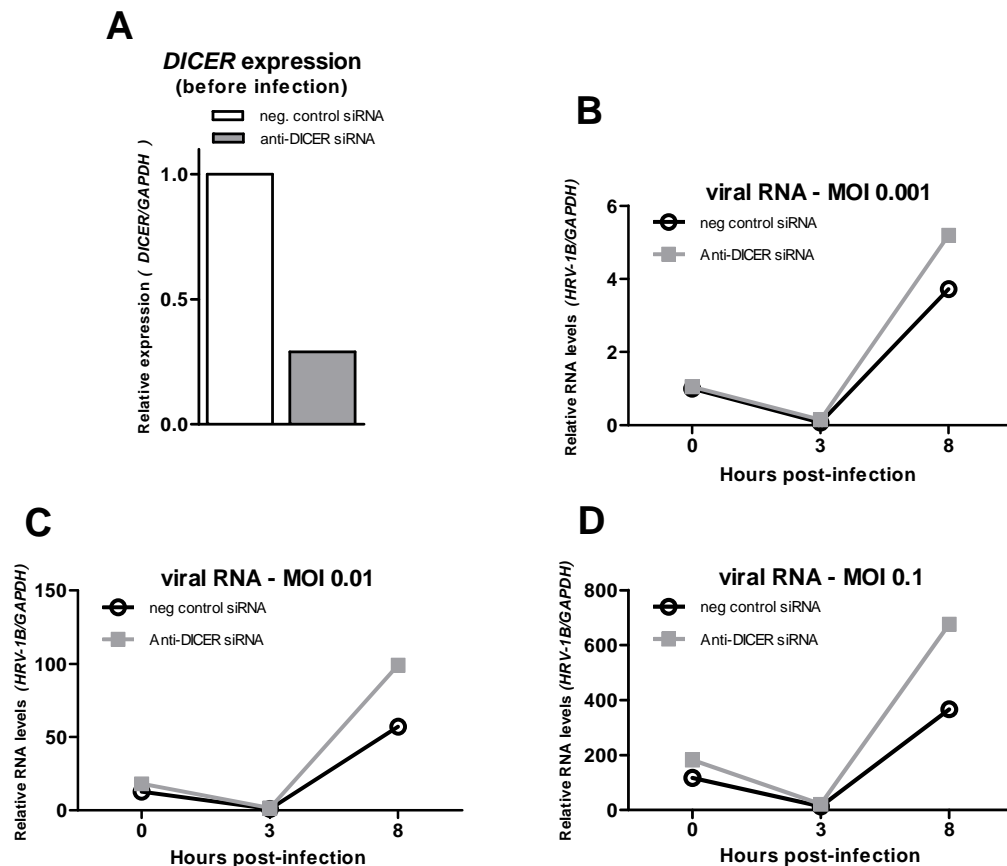 A
DICER expression
(before infection)
neg. control siRNA
anti-DICER siRNA
Relative expression ( DICER/GAPDH )
1.0
0.5
0.0
B
viral RNA - MOI 0.001
neg control siRNA
Anti-DICER siRNA
Relative RNA levels (HRV-1B/GAPDH)
6
4
2
0
0 3 8
Hours post-infection
C
viral RNA - MOI 0.01
neg control siRNA
Anti-DICER siRNA
Relative RNA levels (HRV-1B/GAPDH)
150
100
50
0
0 3 8
Hours post-infection
D
viral RNA - MOI 0.1
neg control siRNA
Anti-DICER siRNA
Relative RNA levels (HRV-1B/GAPDH)
800
600
400
200
0
0 3 8
Hours post-infection